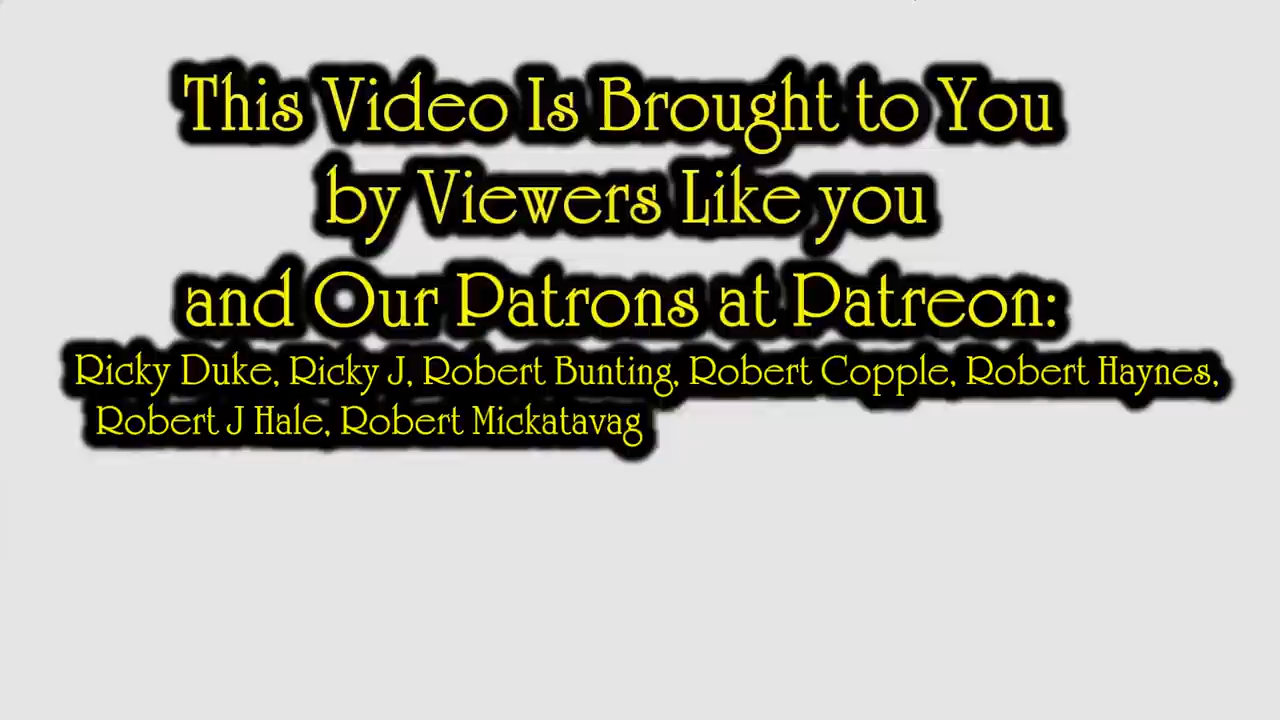 This Video Is Brought to You
by Viewers Like you
and Our Patrons at Patreon:
Ricky Duke, Ricky J, Robert Bunting, Robert Copple, Robert Haynes,
Robert J Hale, Robert Mickatavag